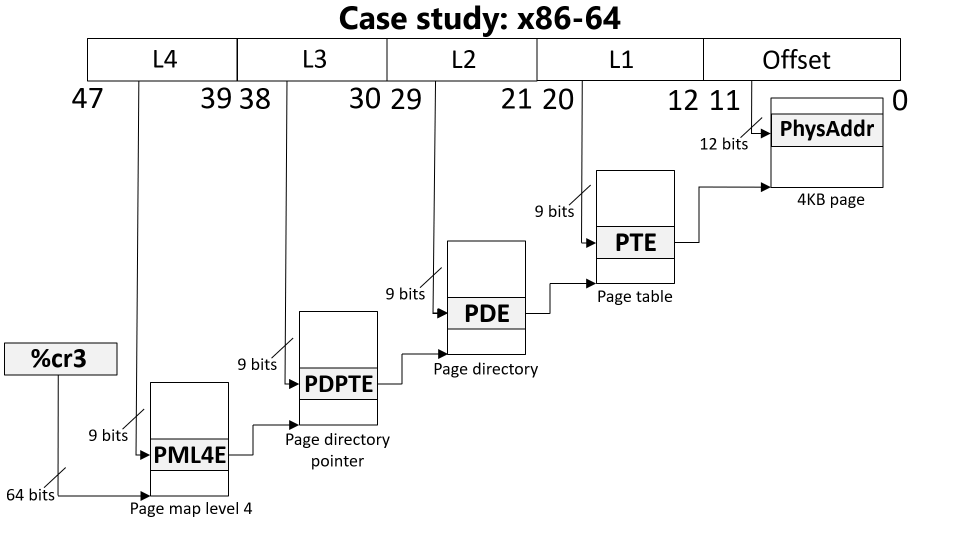 Case study: x86-64
L4 L3 L2 L1 Offset
47 39 38 30 29 21 20 12 11 0
PhysAddr
12 bits
4KB page
9 bits
PTE
Page table
9 bits
PDE
Page directory
9 bits
PDPTE
Page directory
pointer
%cr3
9 bits
PML4E
64 bits
Page map level 4